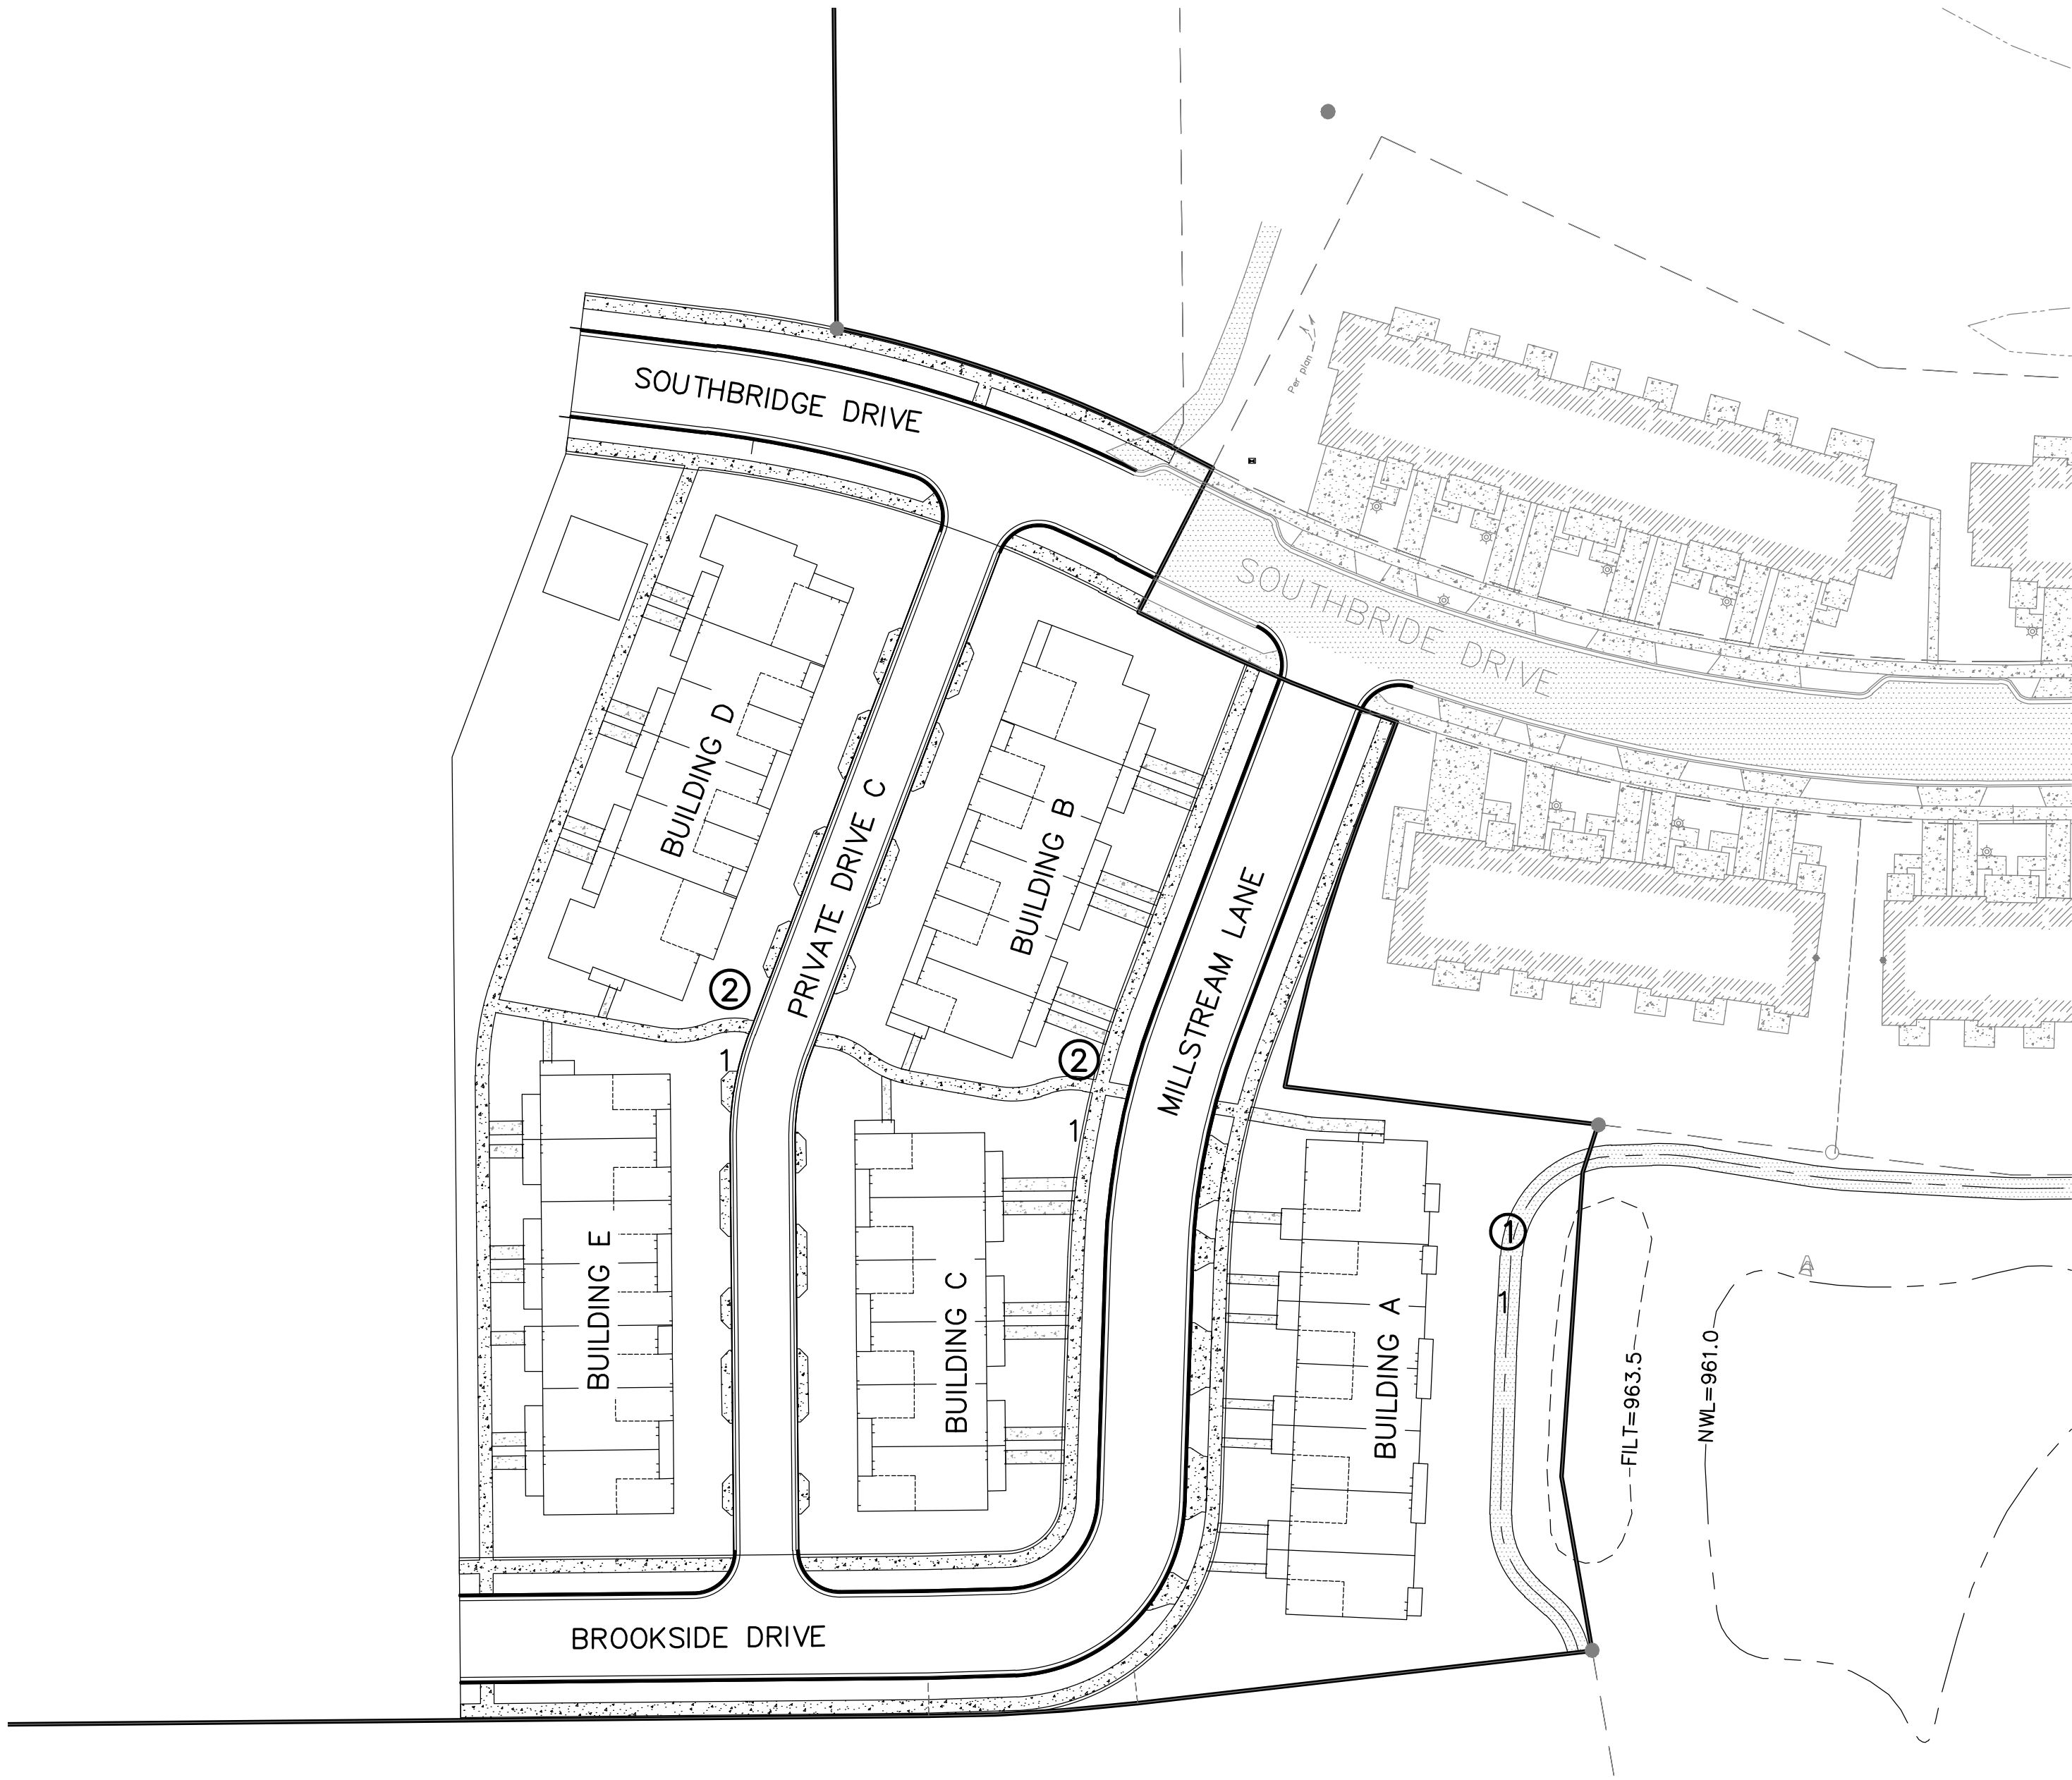 Per plan
SOUTHBRIDGE DRIVE
SOUTHBRIDE DRIVE
BUILDING D
PRIVATE DRIVE C
BUILDING B
MILLSTREAM LANE
2
1
2
1
BUILDING E
BUILDING C
BUILDING A
1
1
FILT=963.5
NWL=961.0
BROOKSIDE DRIVE